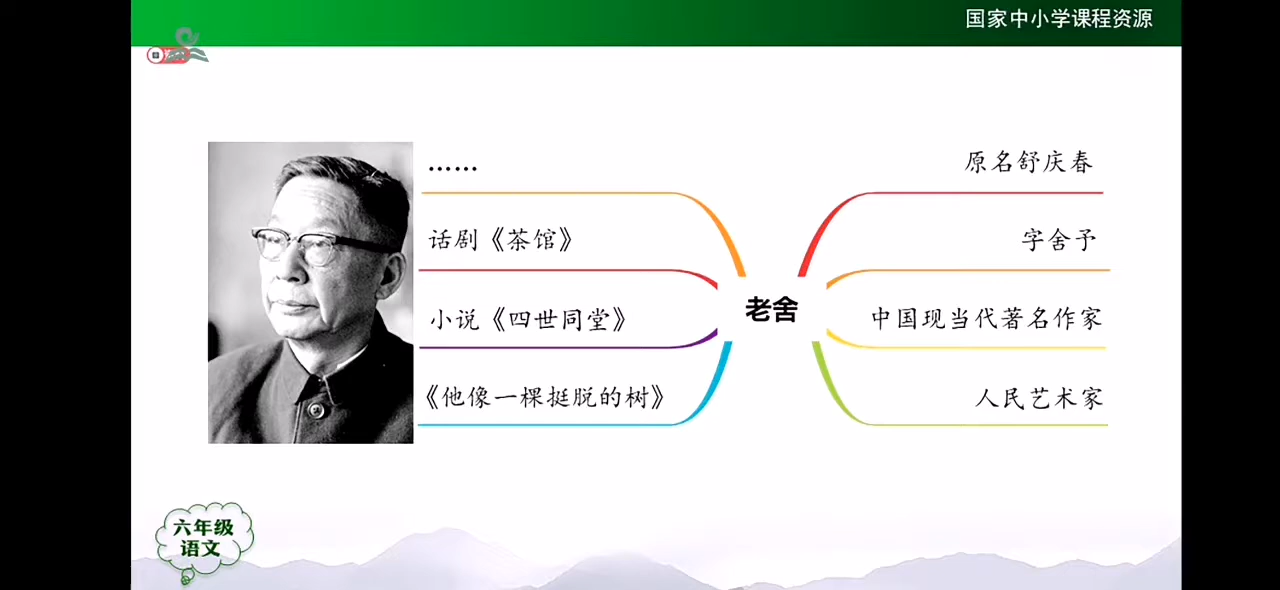 国家中小学课程资源
……
原名舒庆春
话剧《茶馆》
字舍予
老舍
小说《四世同堂》
中国现当代著名作家
《他像一棵挺脱的树》
人民艺术家
六年级
语文